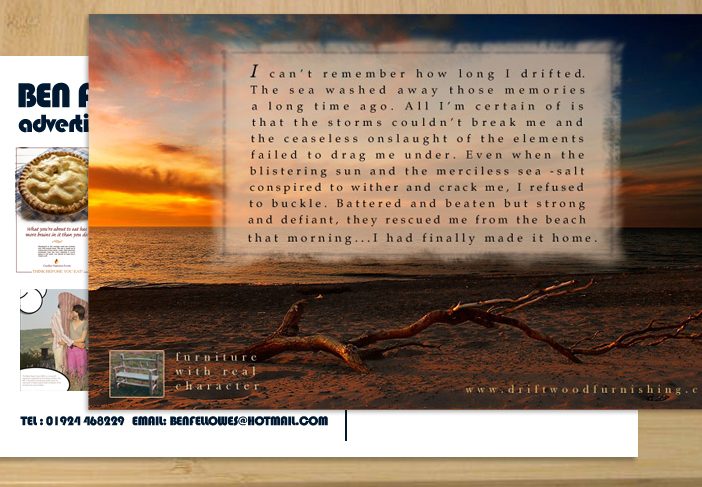 BEN
adverti
What you're about to eat has
more brains in it than you do
THINK BEFORE YOU EAT
I can't remember how long I drifted.
The sea washed away those memories
a long time ago. All I'm certain of is
that the storms couldn't break me and
the ceaseless onslaught of the elements
failed to drag me under. Even when the
blistering sun and the merciless sea -salt
conspired to wither and crack me, I refused
to buckle. Battered and beaten but strong
and defiant, they rescued me from the beach
that morning...I had finally made it home.
furniture
with real
character
www.driftwoodfurnishing.c
TEL : 01924 468229 EMAIL: BENFELLOWES@HOTMAIL.COM